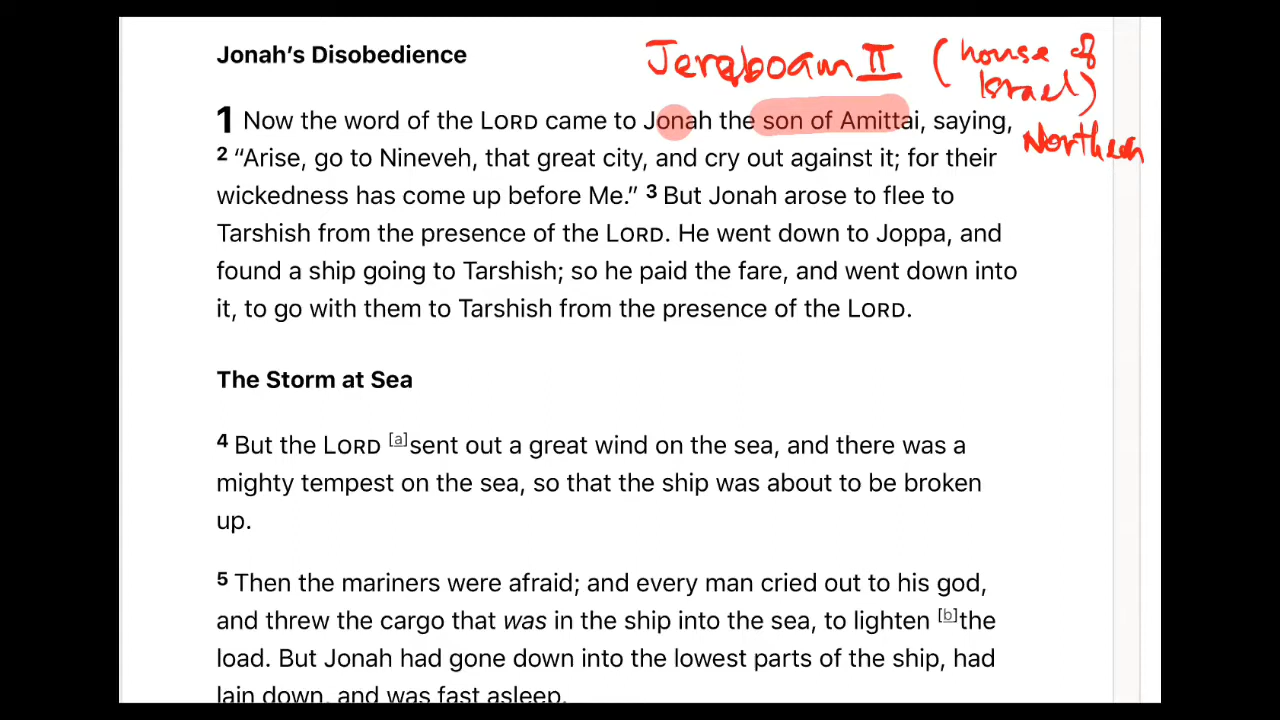 Jonah's Disobedience
Jeraboam II (house of
Israel)
1 Now the word of the LORD came to Jonah the son of Amittai, saying,
Northern
2 “Arise, go to Nineveh, that great city, and cry out against it; for their
wickedness has come up before Me.” 3 But Jonah arose to flee to
Tarshish from the presence of the LORD. He went down to Joppa, and
found a ship going to Tarshish; so he paid the fare, and went down into
it, to go with them to Tarshish from the presence of the LORD.
The Storm at Sea
4 But the LORD [a]sent out a great wind on the sea, and there was a
mighty tempest on the sea, so that the ship was about to be broken
up.
5 Then the mariners were afraid; and every man cried out to his god,
and threw the cargo that was in the ship into the sea, to lighten [b]the
load. But Jonah had gone down into the lowest parts of the ship, had
lain down, and was fast asleep.